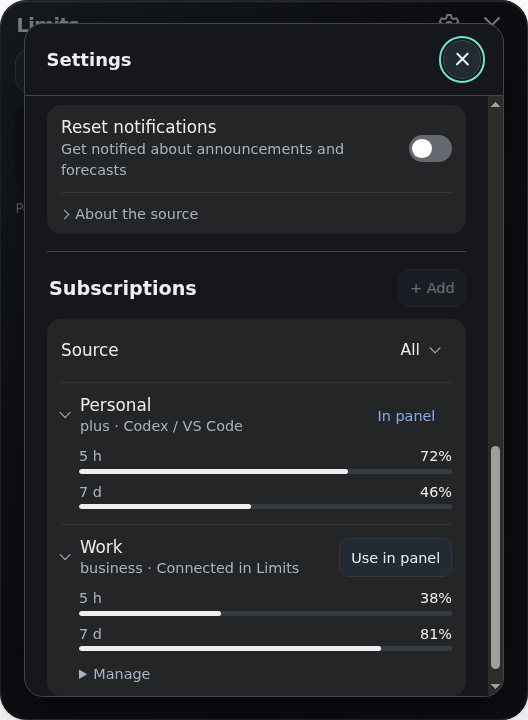 Limits
Settings
Reset notifications
Get notified about announcements and
forecasts
About the source
Subscriptions
+ Add
Source
All
Personal
plus · Codex / VS Code
In panel
5 h
72%
7 d
46%
Work
business · Connected in Limits
Use in panel
5 h
38%
7 d
81%
Manage